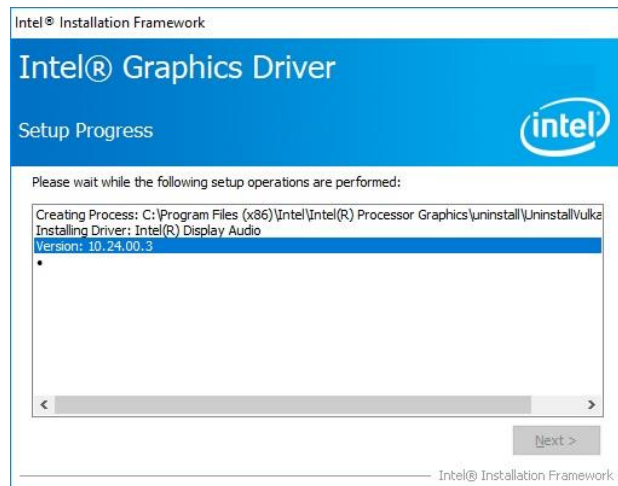 Intel® Installation Framework
Intel® Graphics Driver
Setup Progress
intel
Please wait while the following setup operations are performed:
Creating Process: C:\Program Files (x86)\Intel\Intel(R) Processor Graphics\uninstall\UninstallVulka
Installing Driver: Intel(R) Display Audio
Version: 10.24.00.3
•
< >
Next >
Intel® Installation Framework